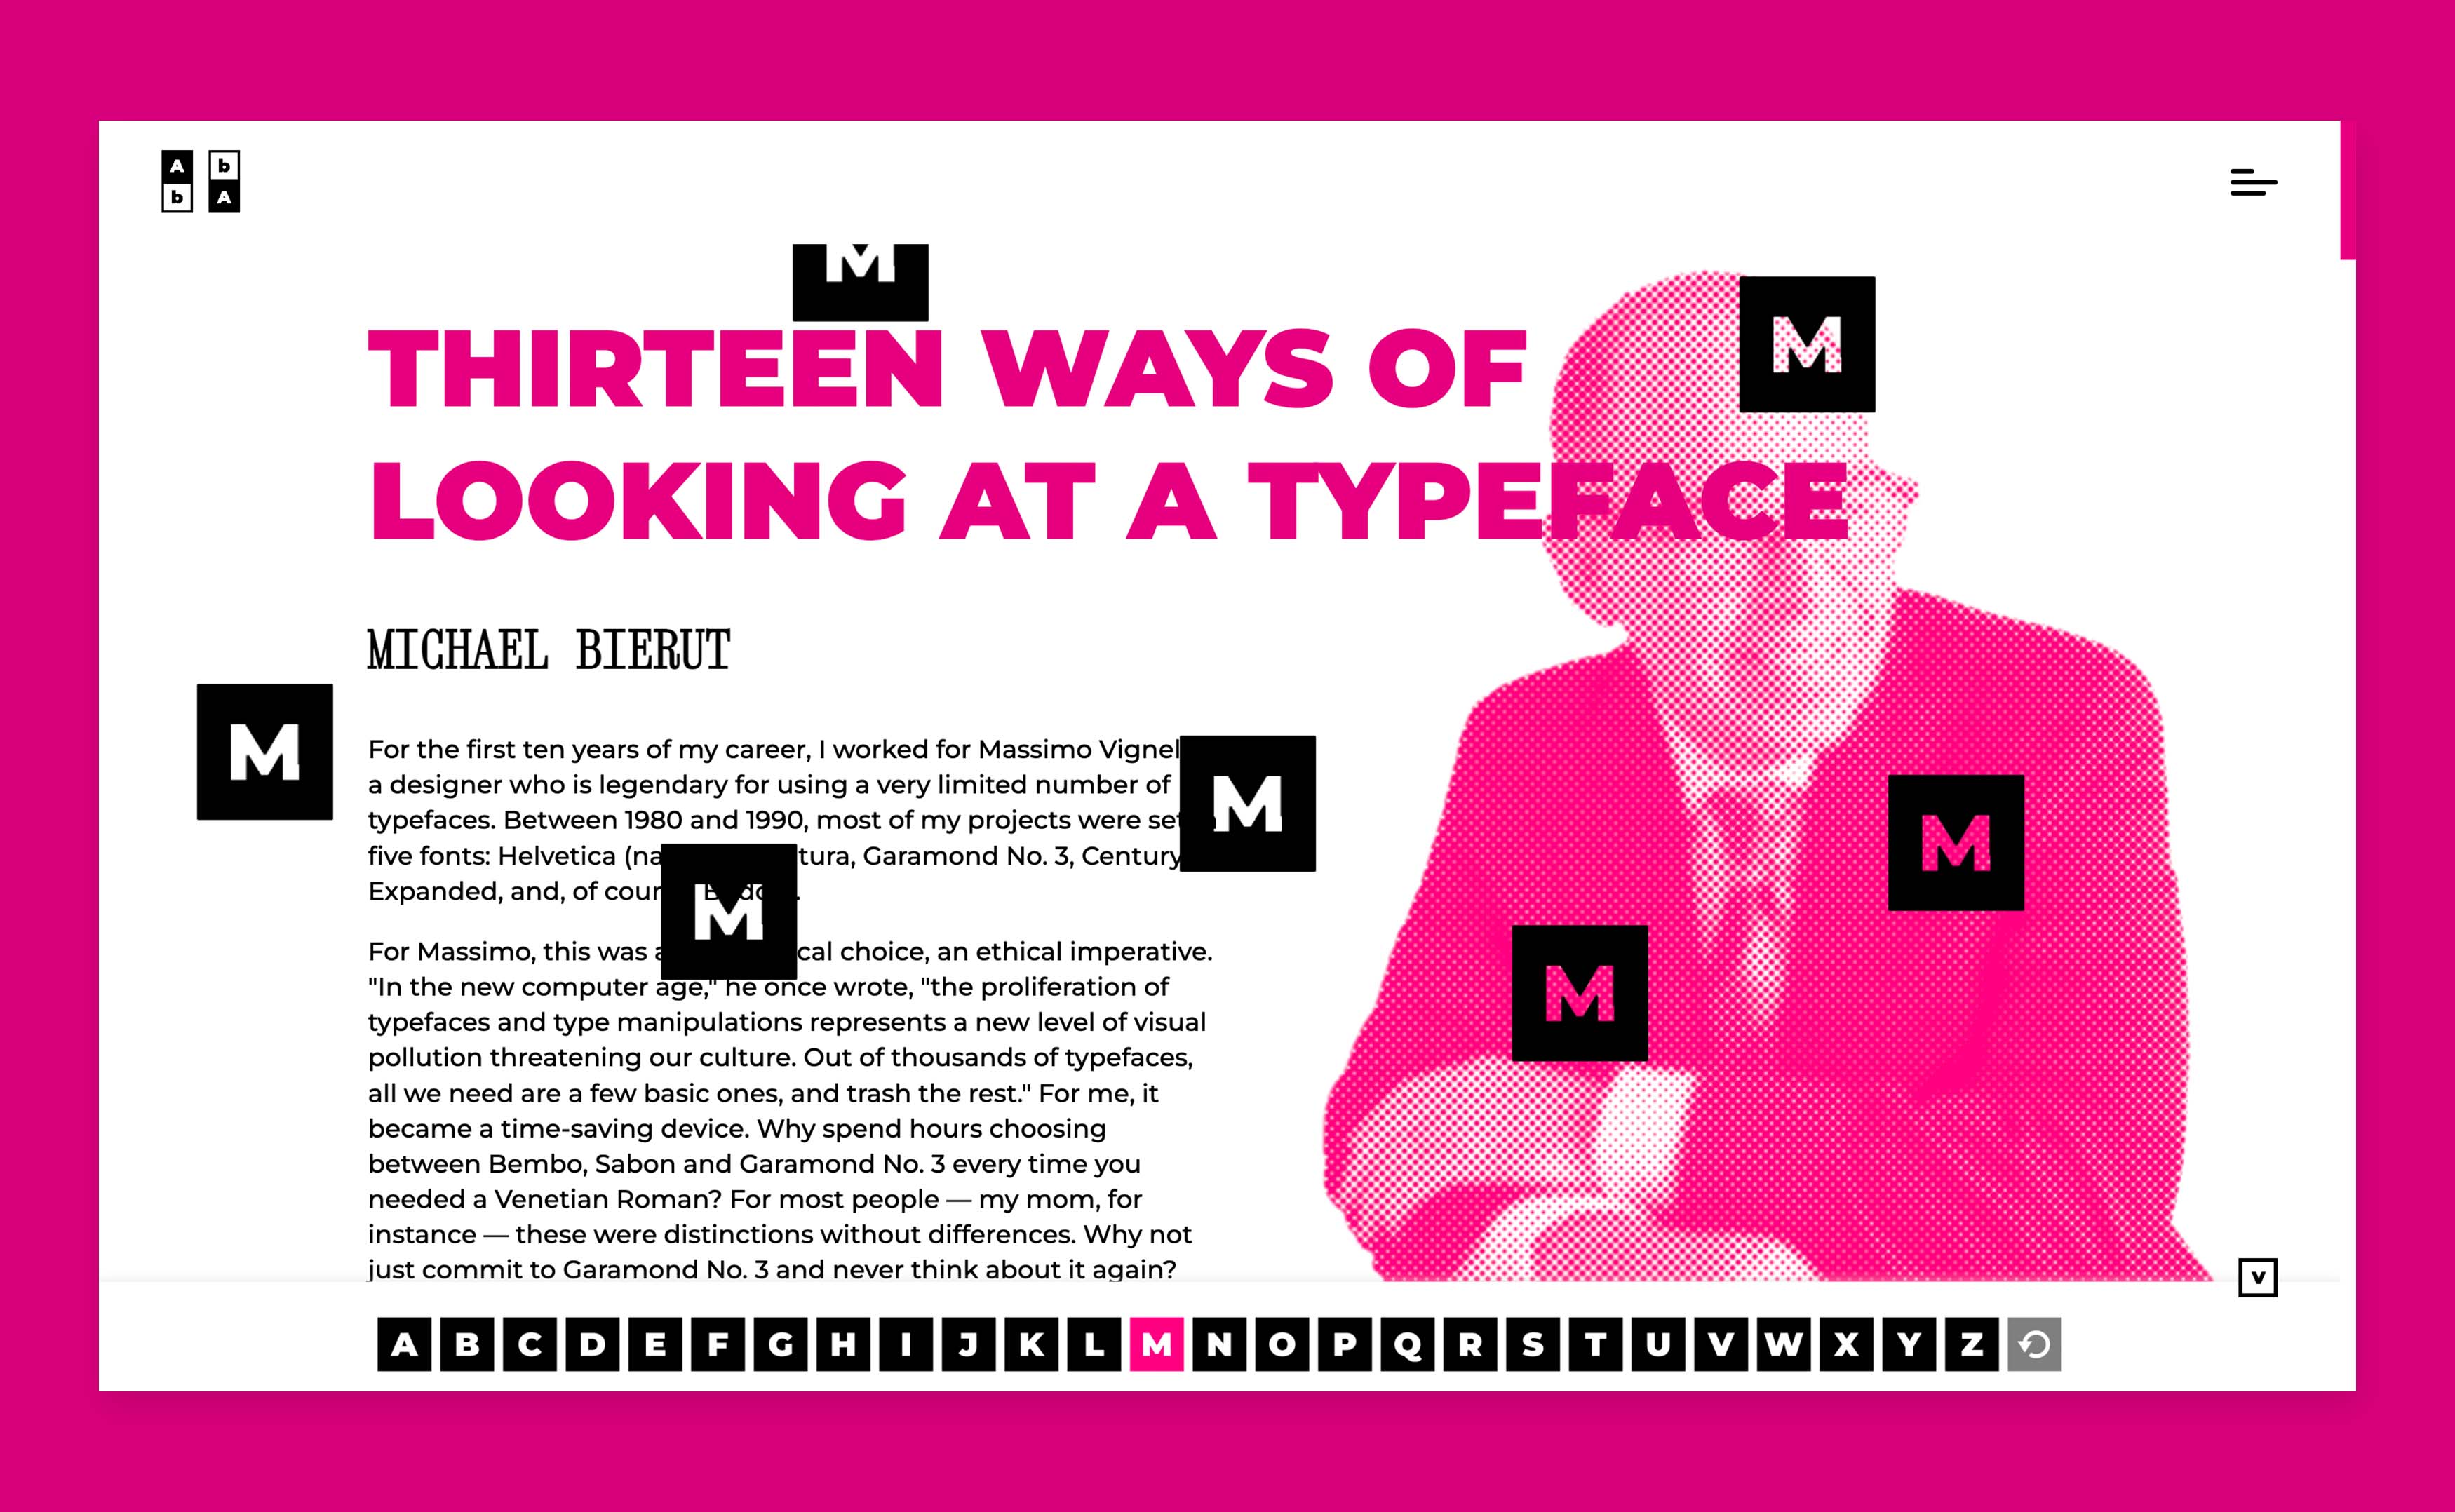 A b
b A
M
M
THIRTEEN WAYS OF
LOOKING AT A TYPEFACE
MICHAEL BIERUT
M
M
For the first ten years of my career, I worked for Massimo
a designer who is legendary for using a very limited number of
typefaces. Between 1980 and 1990, most of my projects were set
five fonts: Helvetica Garamond No. 3, Century
Expanded, and, of
M
M
M
For Massimo, this was choice, an ethical imperative.
"In the new computer age," he once wrote, "the proliferation of
typefaces and type manipulations represents a new level of visual
pollution threatening our culture. Out of thousands of typefaces,
all we need are a few basic ones, and trash the rest." For me, it
became a time-saving device. Why spend hours choosing
between Bembo, Sabon and Garamond No. 3 every time you
needed a Venetian Roman? For most people — my mom, for
instance — these were distinctions without differences. Why not
just commit to Garamond No. 3 and never think about it again?
V
A B C D E F G H I J K L M N O P Q R S T U V W X Y Z